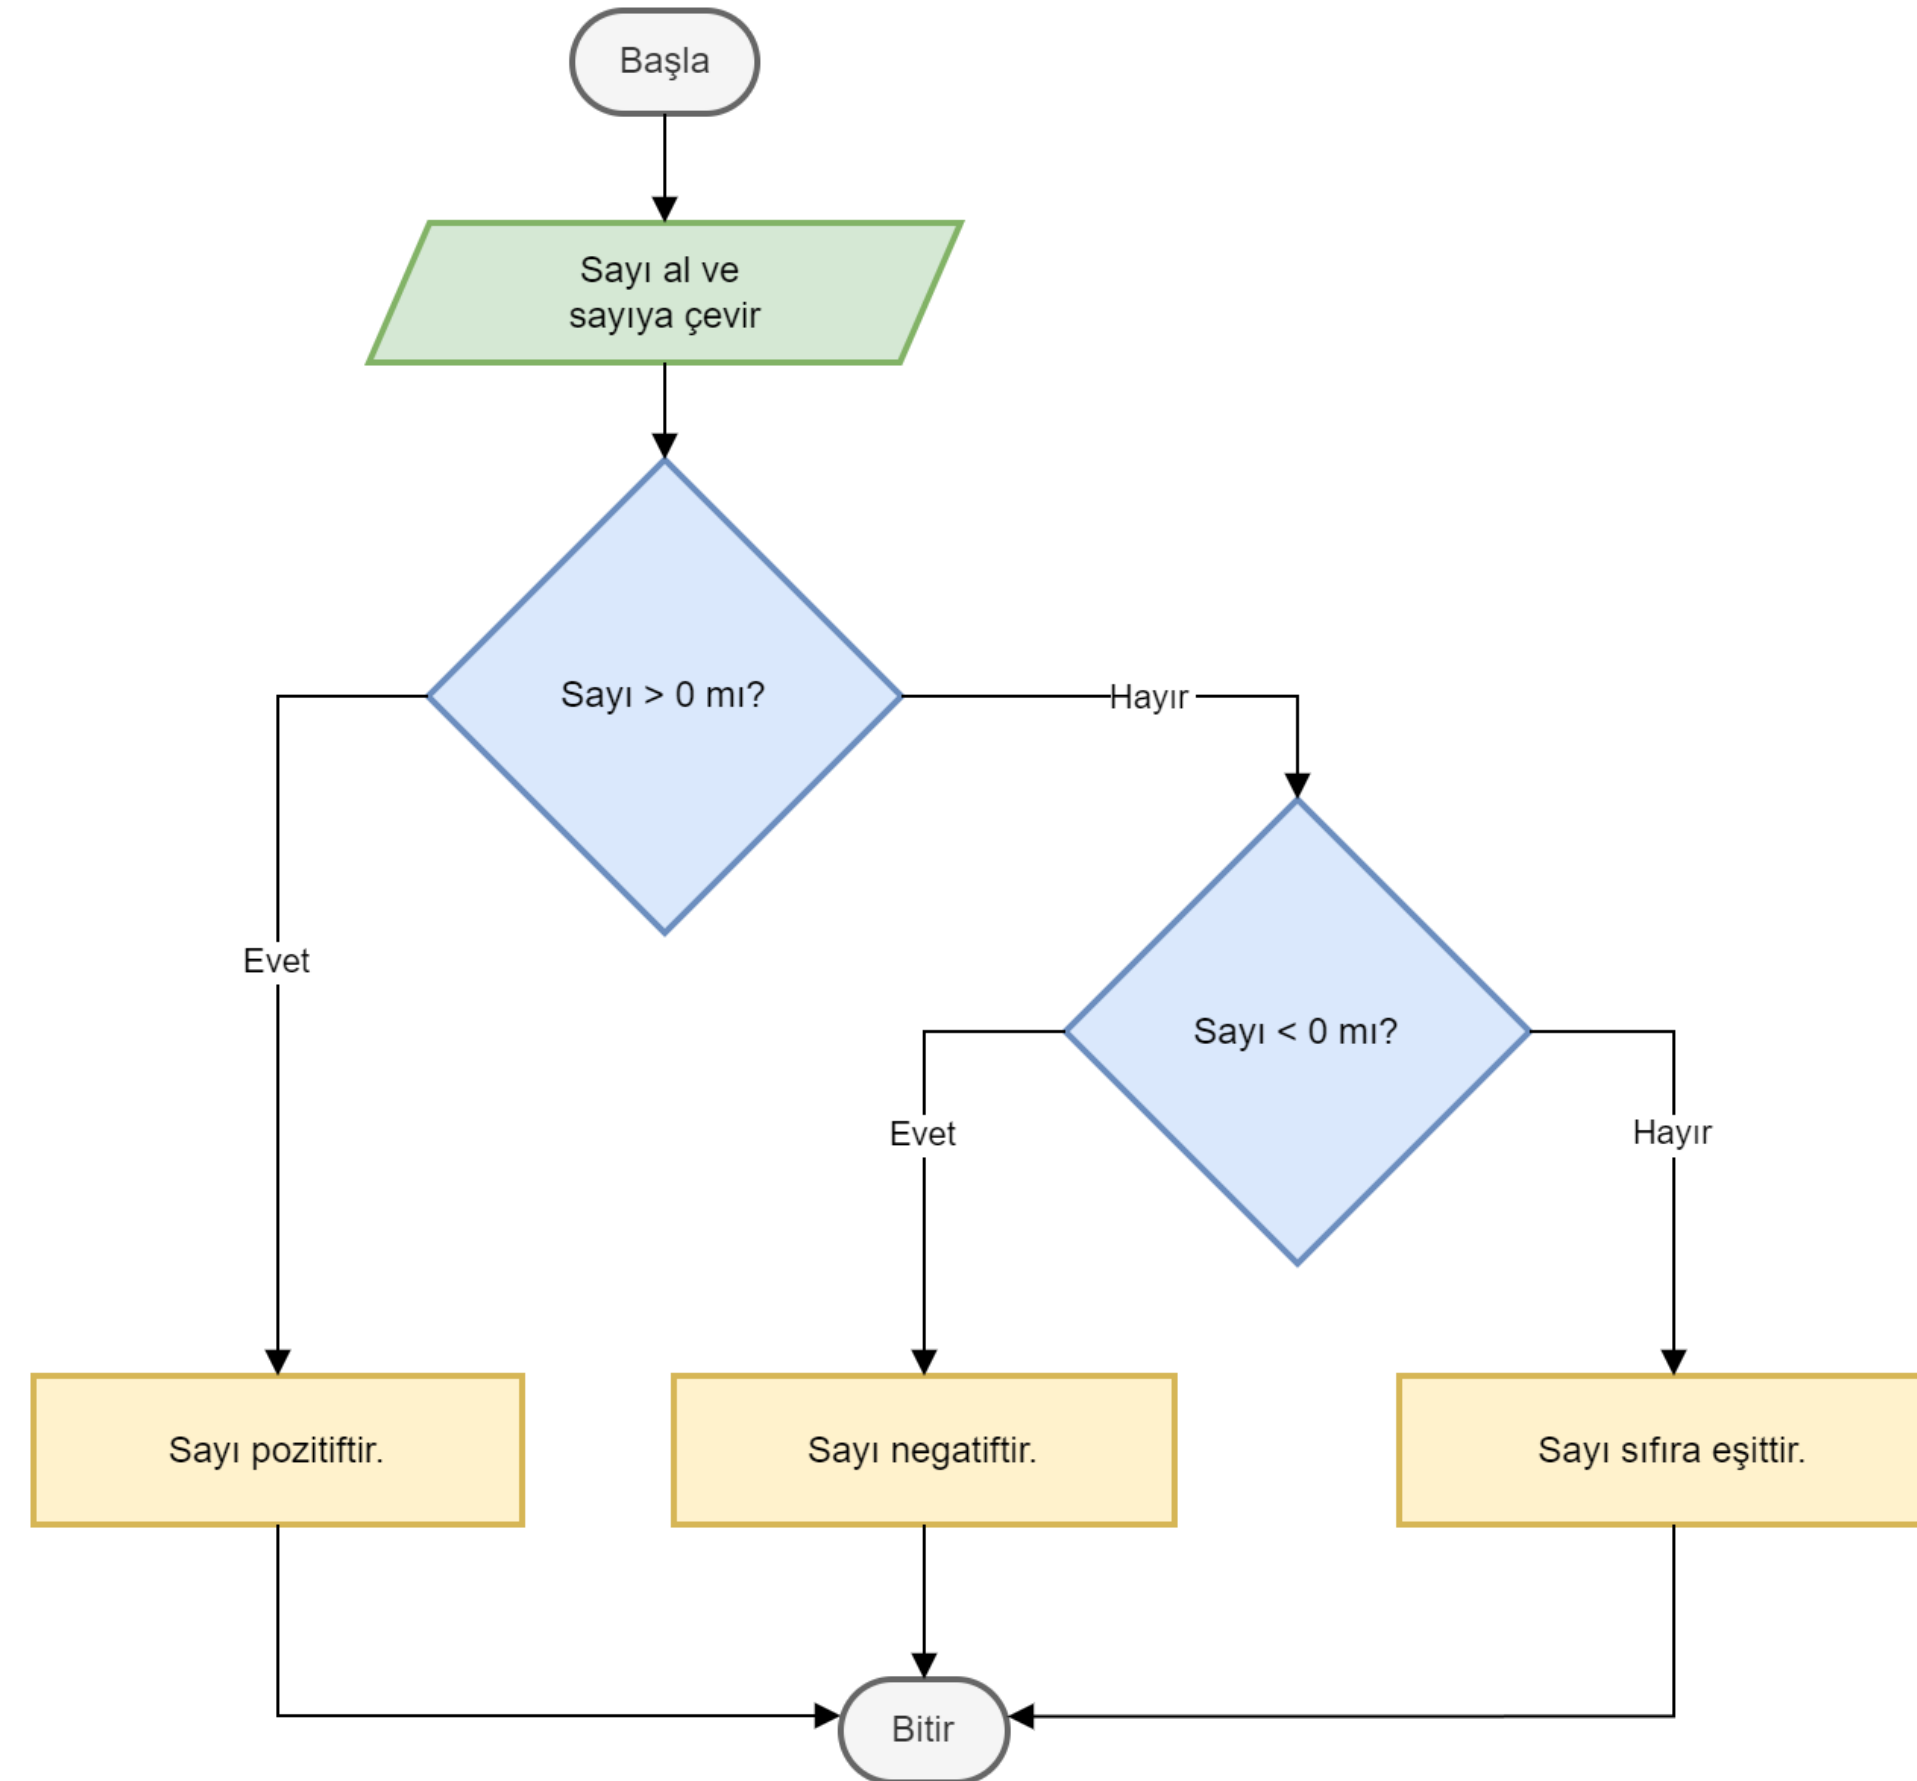 Başla
Sayı al ve
sayıya çevir
Sayı > 0 mı?
Hayır
Evet
Sayı < 0 mı?
Evet
Hayır
Sayı pozitiftir.
Sayı negatiftir.
Sayı sıfıra eşittir.
Bitir